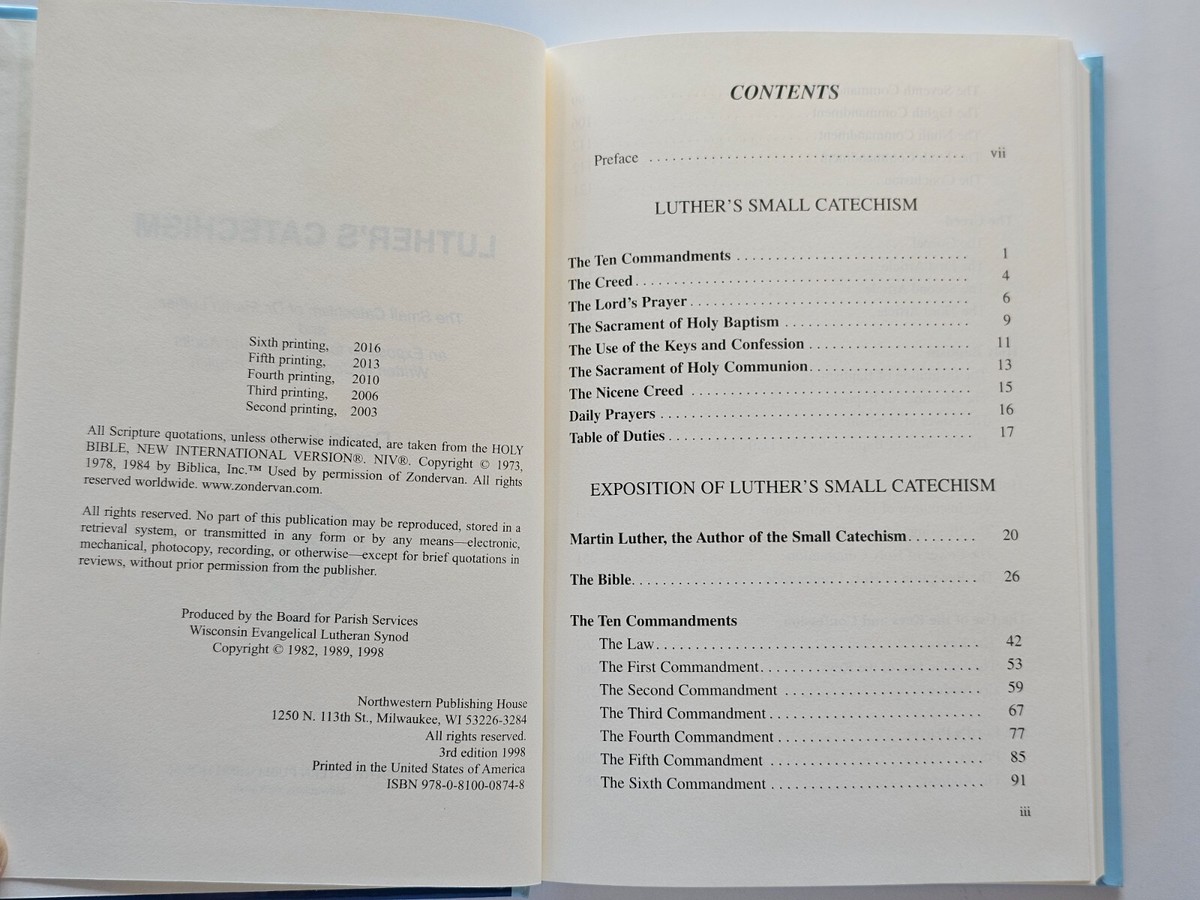 Sixth printing, 2016
Fifth printing, 2013
Fourth printing, 2010
Third printing, 2006
Second printing, 2003
All Scripture quotations, unless otherwise indicated, are taken from the HOLY
BIBLE, NEW INTERNATIONAL VERSION®. NIV®. Copyright © 1973,
1978, 1984 by Biblica, Inc.™ Used by permission of Zondervan. All rights
reserved worldwide. www.zondervan.com.
All rights reserved. No part of this publication may be reproduced, stored in a
retrieval system, or transmitted in any form or by any means—electronic,
mechanical, photocopy, recording, or otherwise—except for brief quotations in
reviews, without prior permission from the publisher.
Produced by the Board for Parish Services
Wisconsin Evangelical Lutheran Synod
Copyright © 1982, 1989, 1998
Northwestern Publishing House
1250 N. 113th St., Milwaukee, WI 53226-3284
All rights reserved.
3rd edition 1998
Printed in the United States of America
ISBN 978-0-8100-0874-8
CONTENTS
Preface . . . . . . . . . . vii
LUTHER'S SMALL CATECHISM
The Ten Commandments . . . . . . . . . . 1
The Creed . . . . . . . . . . 4
The Lord's Prayer . . . . . . . . . . 6
The Sacrament of Holy Baptism . . . . . . . . . . 9
The Use of the Keys and Confession . . . . . . . . . . 11
The Sacrament of Holy Communion . . . . . . . . . . 13
The Nicene Creed . . . . . . . . . . 15
Daily Prayers . . . . . . . . . . 16
Table of Duties . . . . . . . . . . 17
EXPOSITION OF LUTHER'S SMALL CATECHISM
Martin Luther, the Author of the Small Catechism . . . . . . . . . . 20
The Bible . . . . . . . . . . 26
The Ten Commandments
The Law . . . . . . . . . . 42
The First Commandment . . . . . . . . . . 53
The Second Commandment . . . . . . . . . . 59
The Third Commandment . . . . . . . . . . 67
The Fourth Commandment . . . . . . . . . . 77
The Fifth Commandment . . . . . . . . . . 85
The Sixth Commandment . . . . . . . . . . 91
iii